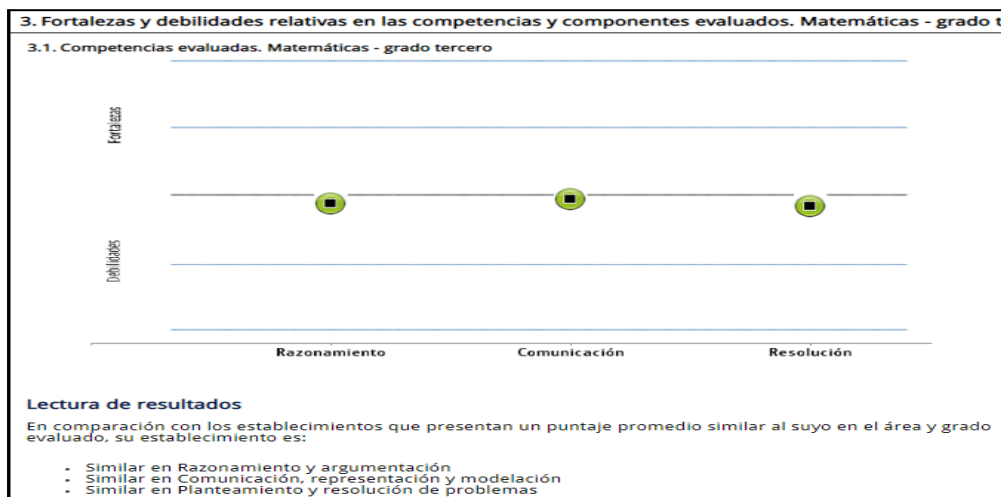 3. Fortalezas y debilidades relativas en las competencias y componentes evaluados. Matemáticas - grado t
3.1. Competencias evaluadas. Matemáticas - grado tercero
Fortalezas
Debilidades
Razonamiento Comunicación Resolución
Lectura de resultados
En comparación con los establecimientos que presentan un puntaje promedio similar al suyo en el área y grado
evaluado, su establecimiento es:
- Similar en Razonamiento y argumentación
- Similar en Comunicación, representación y modelación
- Similar en Planteamiento y resolución de problemas